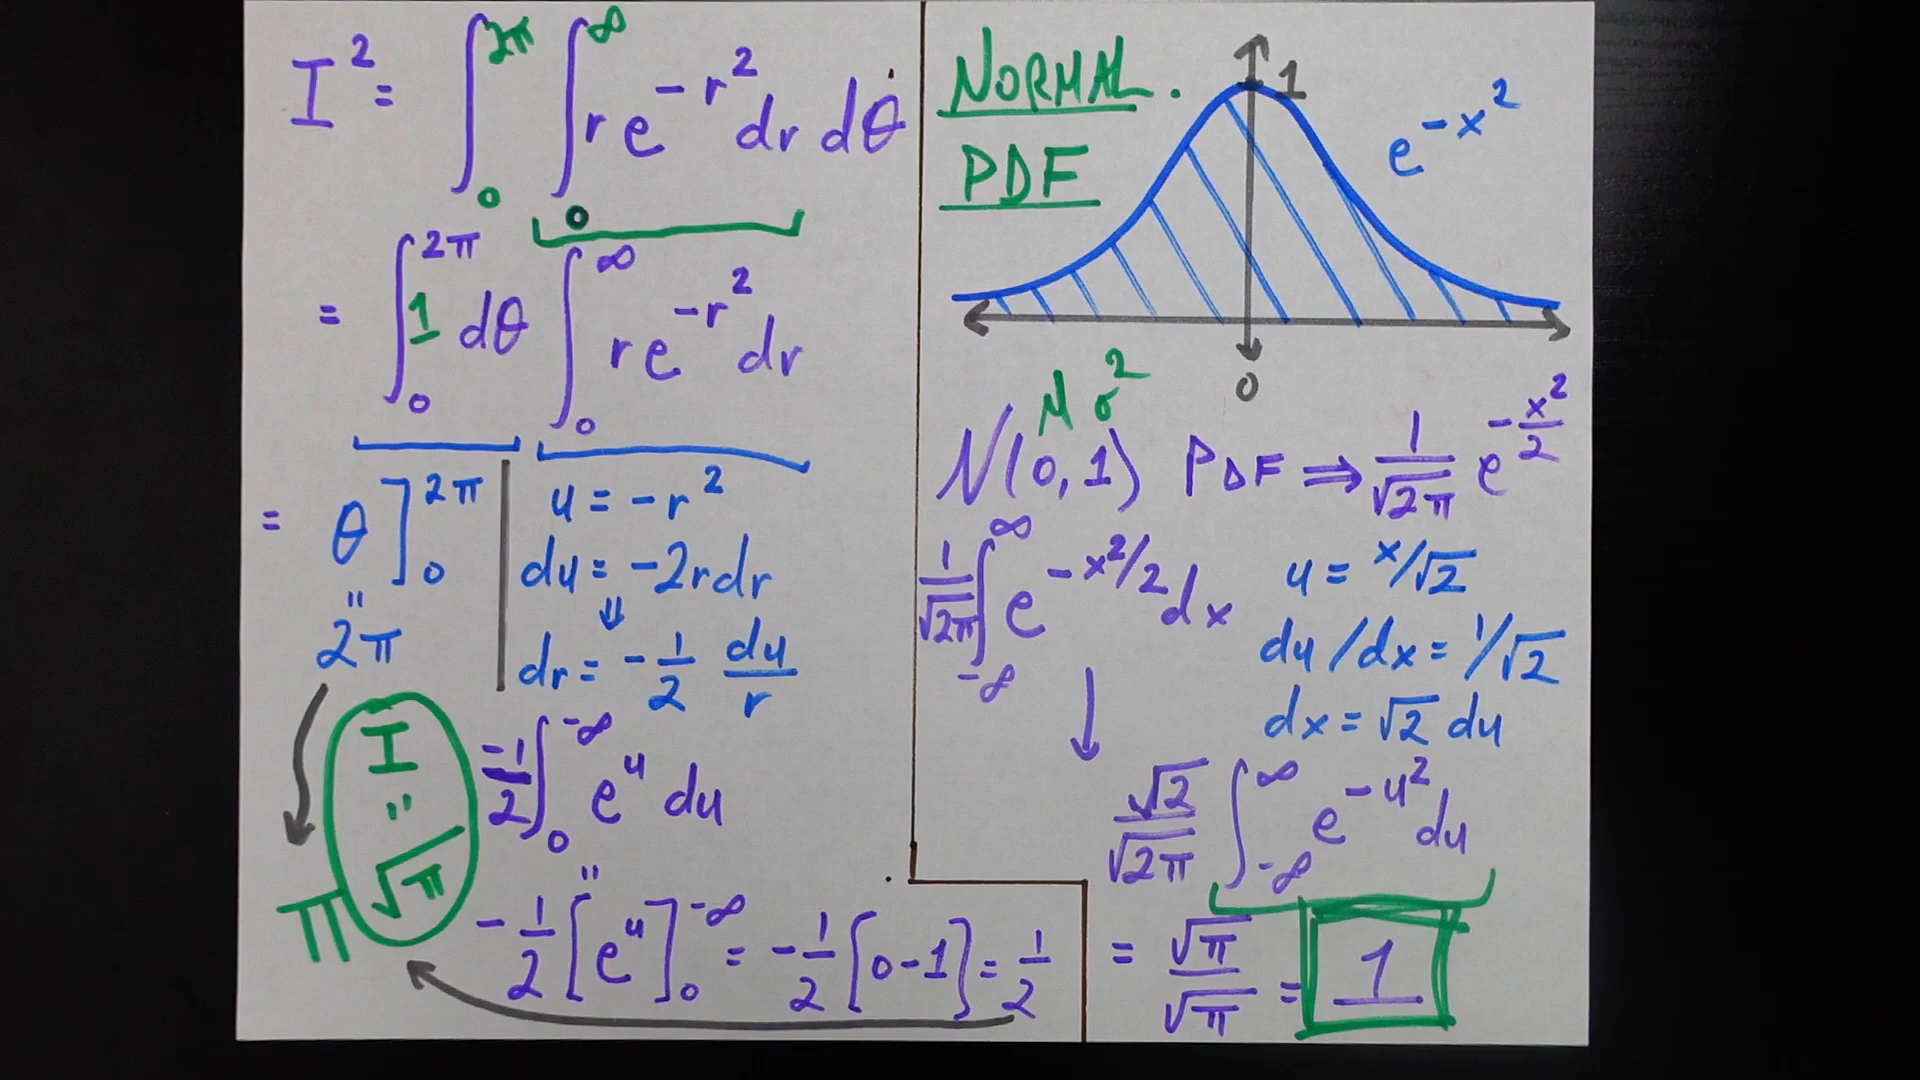 I² = ∫₀^2π ∫₀^∞ r e^-r² dr dθ
= ∫₀^2π 1 dθ ∫₀^∞ r e^-r² dr
= θ]₀^2π
"
2π
u = -r²
du = -2rdr
⇓
dr = -1/2 du/r
-1/2 ∫₀^-∞ e^u du
"
-1/2 [e^u]₀^-∞ = -1/2 [0-1] = 1/2
π
I
"
√π
NORMAL.
PDF
1
e^-x²
0
μ σ²
N(0,1) PDF ⇒ 1/√2π e^-x²/2
1/√2π ∫_-∞^∞ e^-x²/2 dx
u = x/√2
du/dx = 1/√2
dx = √2 du
√2/√2π ∫_-∞^∞ e^-u² du
= √π/√π = 1